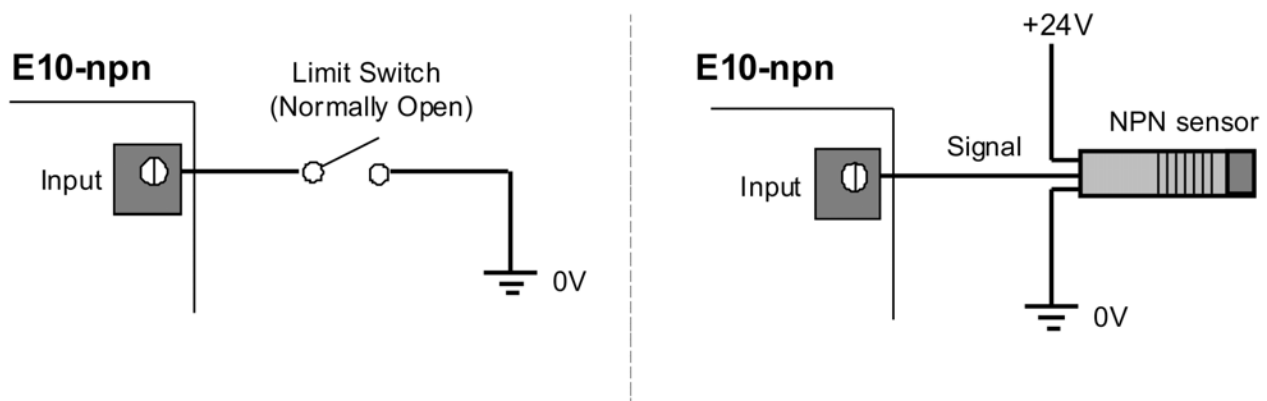 E10-npn
Limit Switch
(Normally Open)
Input
0V
+24V
E10-npn
NPN sensor
Signal
Input
0V